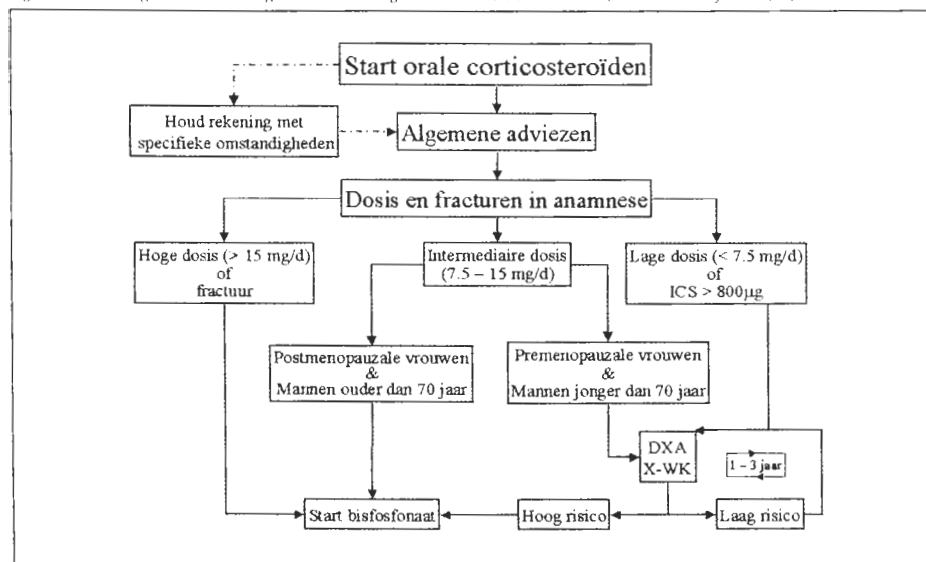 Start orale corticosteroïden
Houd rekening met
specifieke omstandigheden
Algemene adviezen
Dosis en fracturen in anamnese
Hoge dosis (> 15 mg/d)
of
fractuur
Intermediaire dosis
(7.5 – 15 mg/d)
Lage dosis (< 7.5 mg/d)
of
ICS > 800µg
Postmenopauzale vrouwen
&
Mannen ouder dan 70 jaar
Premenopauzale vrouwen
&
Mannen jonger dan 70 jaar
DXA
X-WK
1 – 3 jaar
Start bisfosfonaat
Hoog risico
Laag risico